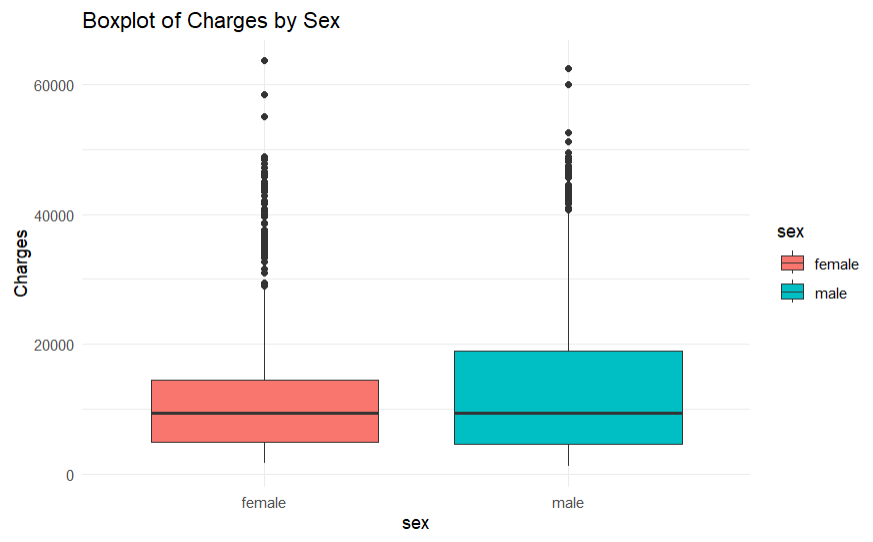 Boxplot of Charges by Sex
60000
40000
20000
0
Charges
female
male
sex
sex
female
male